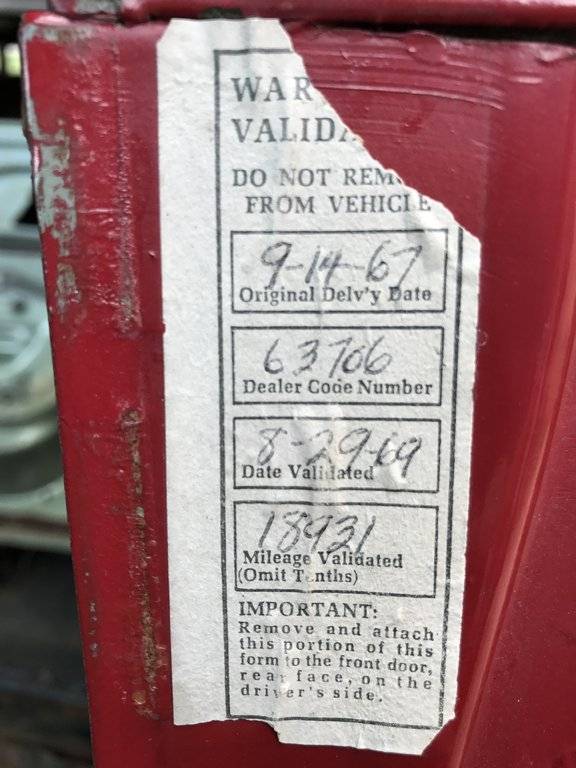 WAR
VALIDA
DO NOT REM
FROM VEHICLE
9-14-67
Original Delv'y Date
63706
Dealer Code Number
8-29-69
Date Validated
18931
Mileage Validated
(Omit Tenths)
IMPORTANT:
Remove and attach
this portion of this
form to the front door,
rear face, on the
driver's side.